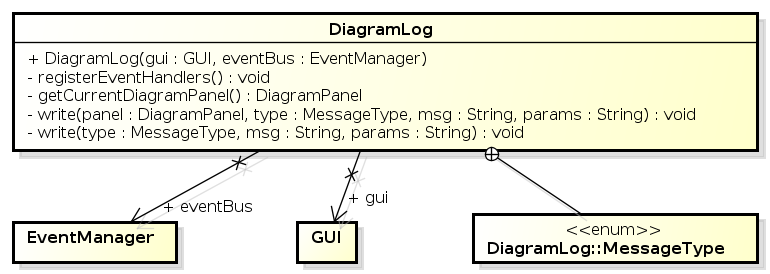 DiagramLog
+ DiagramLog(gui : GUI, eventBus : EventManager)
- registerEventHandlers() : void
- getCurrentDiagramPanel() : DiagramPanel
- write(panel : DiagramPanel, type : MessageType, msg : String, params : String) : void
- write(type : MessageType, msg : String, params : String) : void
+ eventBus
+ gui
EventManager
GUI
<<enum>>
DiagramLog::MessageType